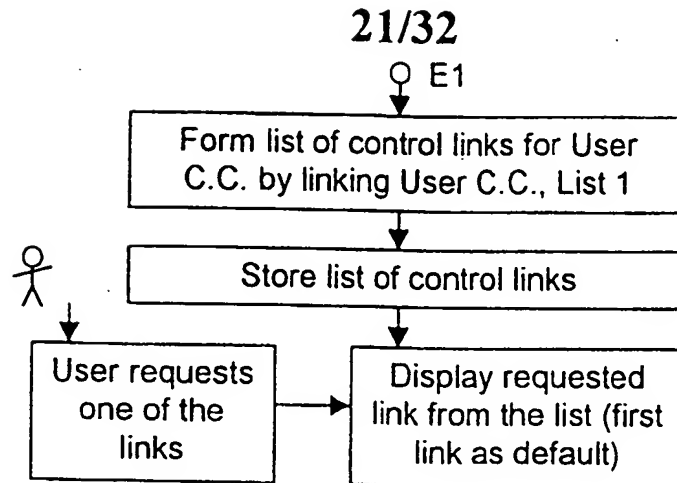 21/32
E1
Form list of control links for User
C.C. by linking User C.C., List 1
Store list of control links
User requests
one of the
links
Display requested
link from the list (first
link as default)